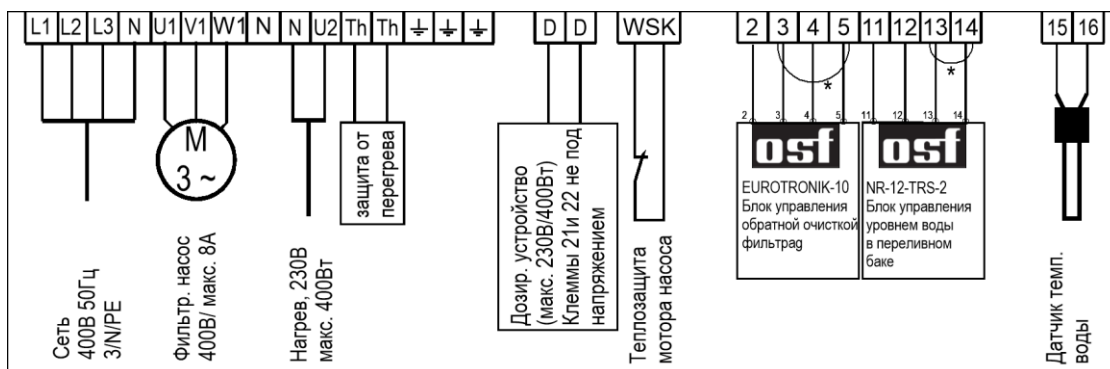 L1 L2 L3 N U1 V1 W1 N N U2 Th Th
D D
WSK
2 3 4 5 11 12 13 14
15 16
* *
2 3 4 5 11 12 13 14
M
3 ~
защита от
перегрева
Сеть
400В 50Гц
3/N/PE
Фильтр. насос
400В/ макс. 8А
Нагрев, 230В
макс. 400Вт
Дозир. устройство
(макс. 230В/400Вт)
Клеммы 21и 22 не под
напряжением
Теплозащита
мотора насоса
osf
EUROTRONIK-10
Блок управления
обратной очисткой
фильтрag
osf
NR-12-TRS-2
Блок управления
уровнем воды
в переливном
баке
Датчик темп.
воды